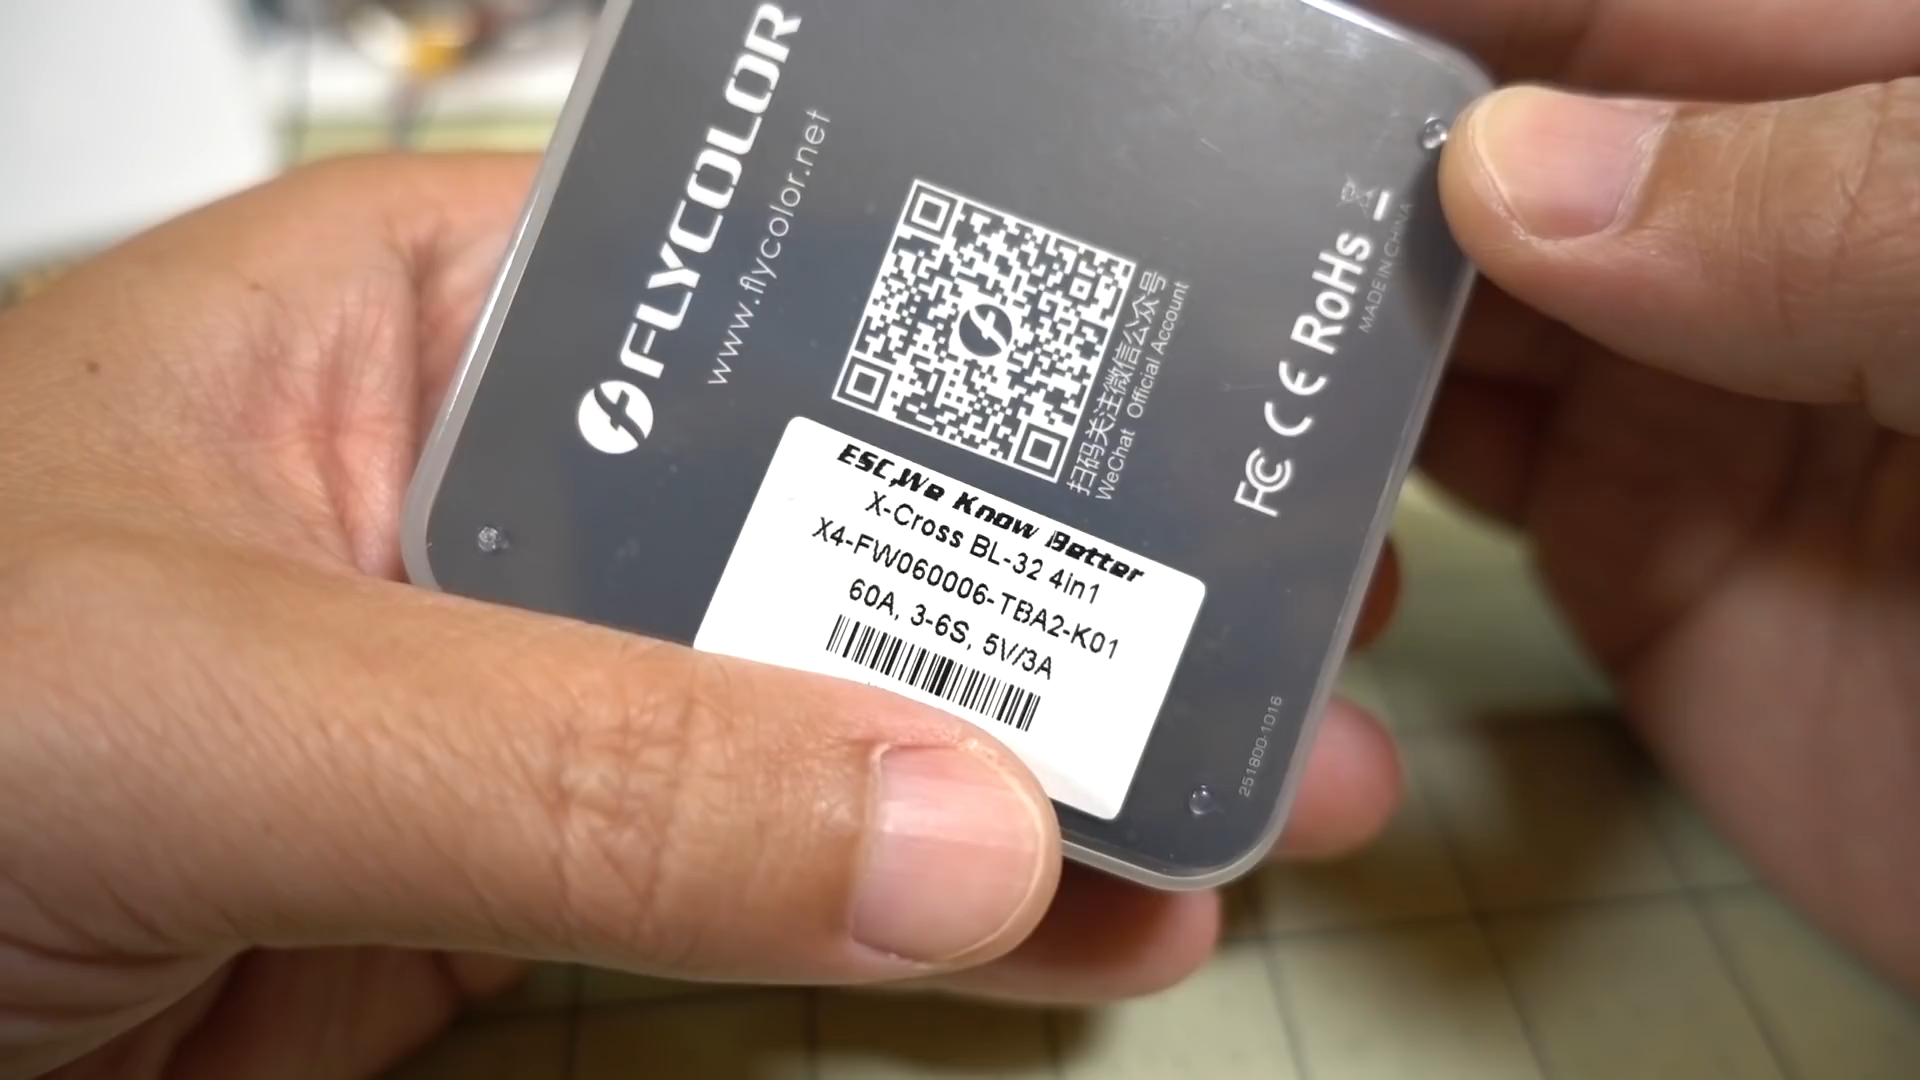 FLYCOLOR
www.flycolor.net
扫码关注微信公众号
WeChat Official Account
FC CE RoHs
MADE IN CHINA
ESC,We Know Better
X-Cross BL-32 4in1
X4-FW060006-TBA2-K01
60A, 3-6S, 5V/3A
251800-1016